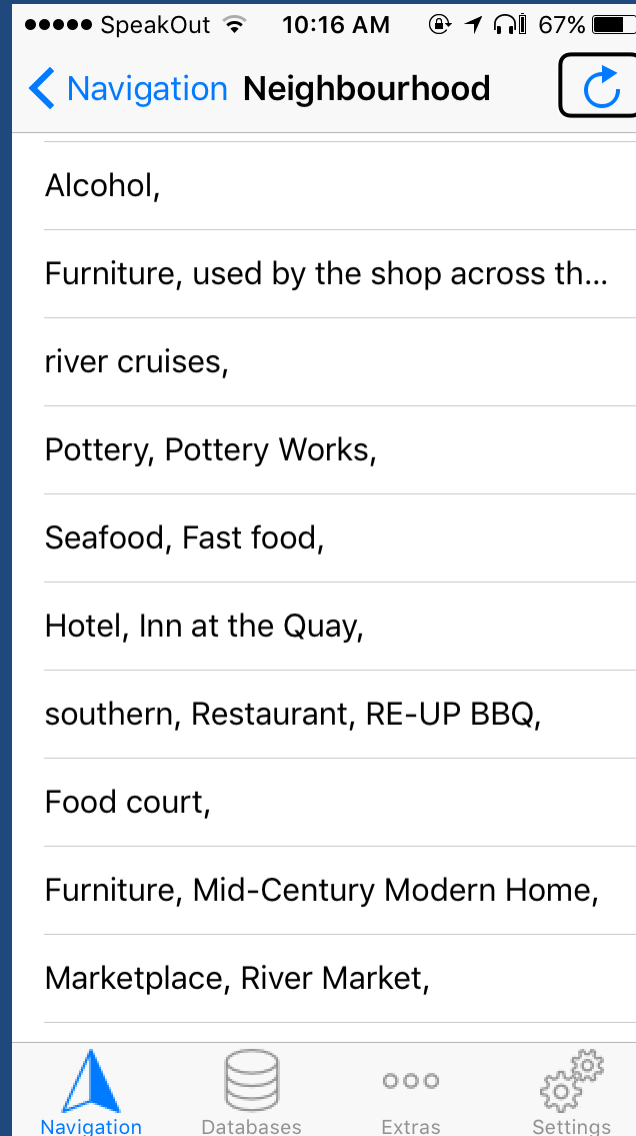 SpeakOut 10:16 AM 67%
Navigation Neighbourhood
Alcohol,
Furniture, used by the shop across th...
river cruises,
Pottery, Pottery Works,
Seafood, Fast food,
Hotel, Inn at the Quay,
southern, Restaurant, RE-UP BBQ,
Food court,
Furniture, Mid-Century Modern Home,
Marketplace, River Market,
Navigation Databases Extras Settings